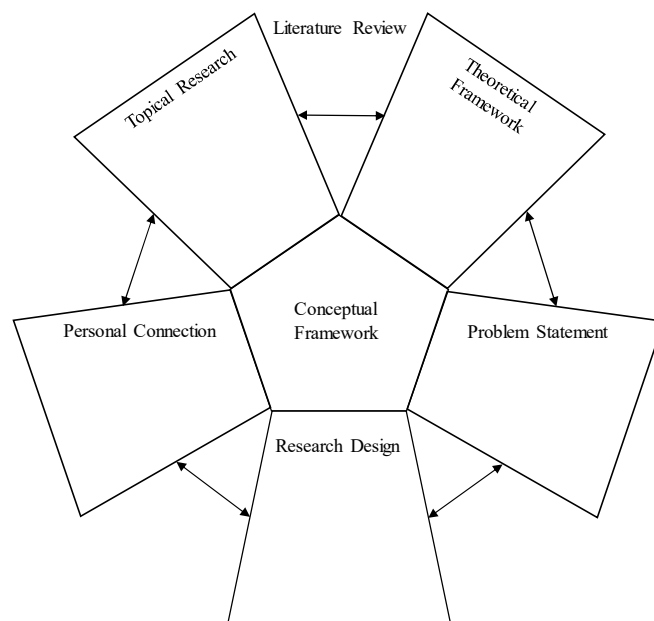 Literature Review
Topical Research
Theoretical
Framework
Conceptual
Framework
Personal Connection
Problem Statement
Research Design